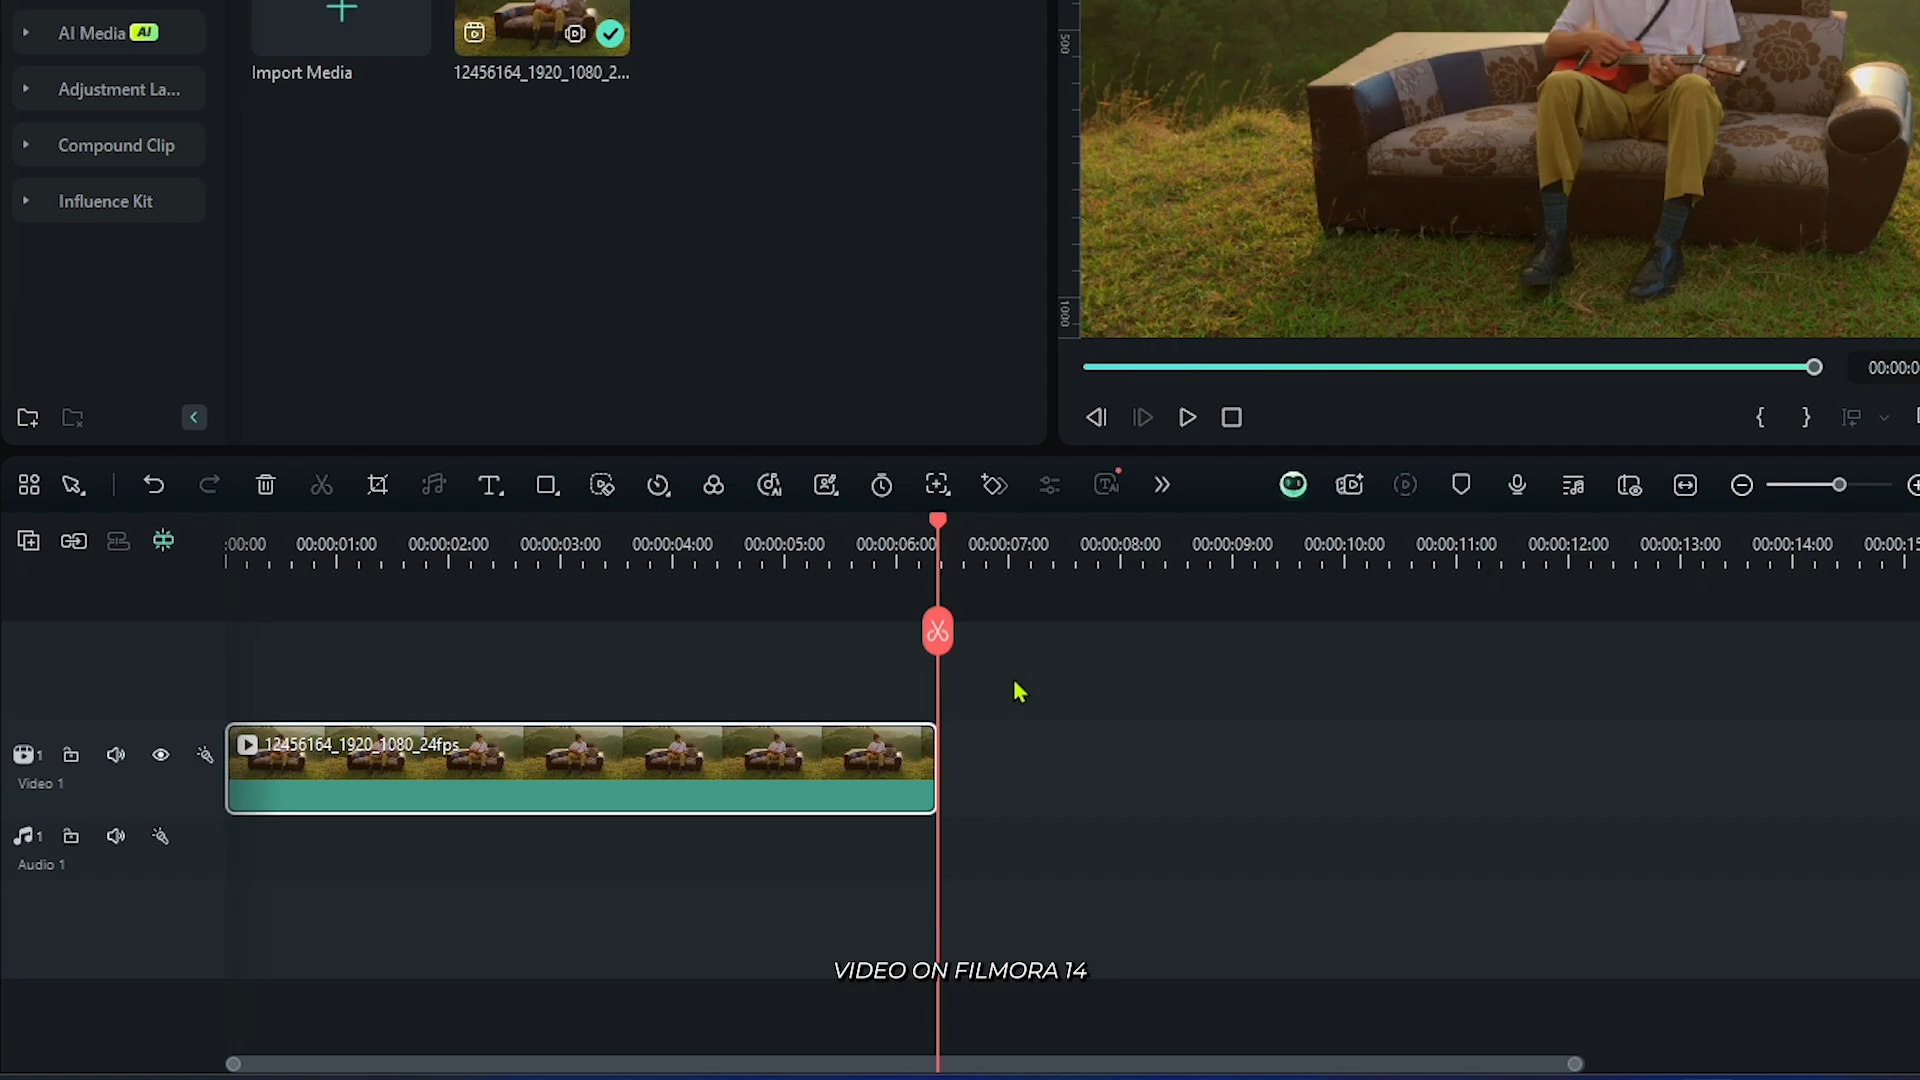 AI Media AI
Adjustment La...
Compound Clip
Influence Kit
Import Media
12456164_1920_1080_2...
500
1000
00:00:0
:00:00 00:00:01:00 00:00:02:00 00:00:03:00 00:00:04:00 00:00:05:00 00:00:06:00 00:00:07:00 00:00:08:00 00:00:09:00 00:00:10:00 00:00:11:00 00:00:12:00 00:00:13:00 00:00:14:00 00:00:15
12456164_1920_1080_24fps
1
Video 1
1
Audio 1
VIDEO ON FILMORA 14